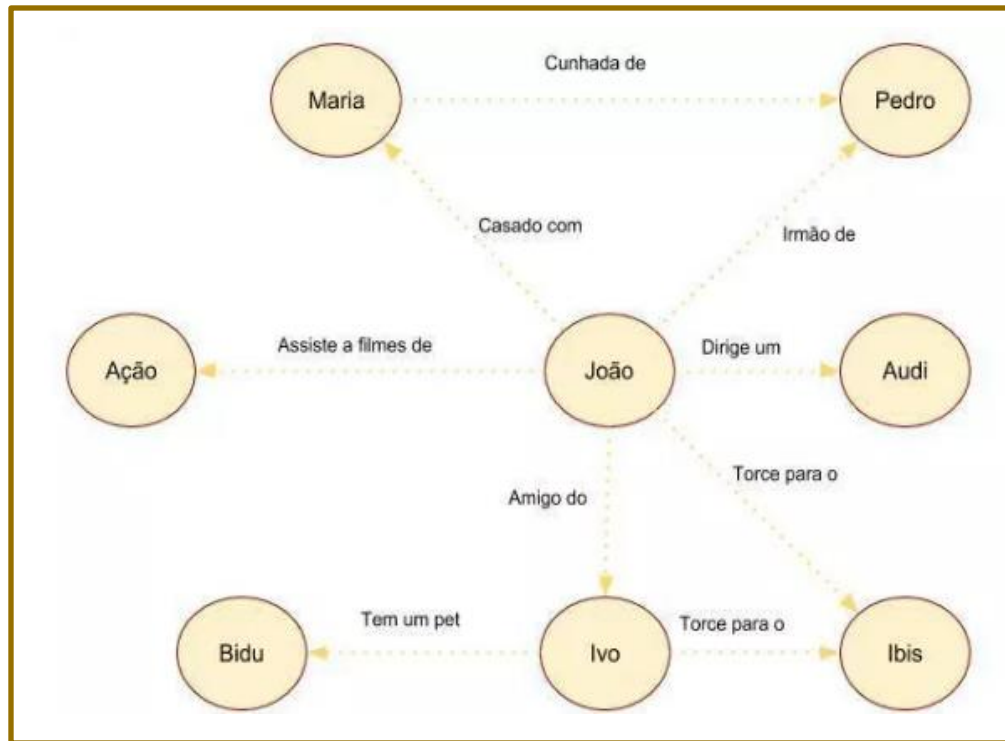 Cunhada de
Maria
Pedro
Casado com
Irmão de
Assiste a filmes de
Dirige um
Ação
João
Audi
Torce para o
Amigo do
Tem um pet
Torce para o
Bidu
Ivo
Ibis